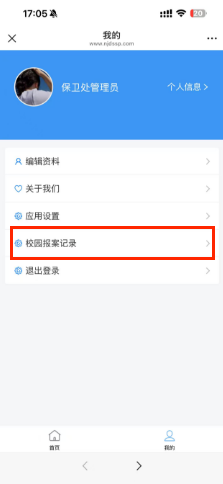 17:05
20
我的
保卫处管理员
个人信息
编辑资料
关于我们
应用设置
校园报案记录
退出登录
首页
我的